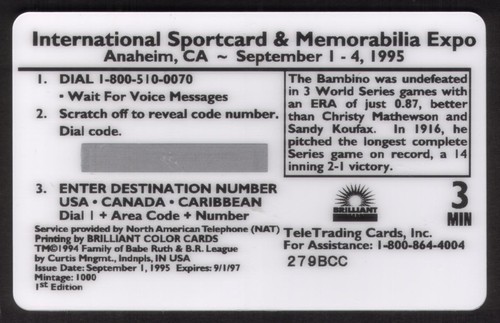 International Sportcard & Memorabilia Expo
Anaheim, CA ~ September 1 - 4, 1995
1. DIAL 1-800-510-0070
• Wait For Voice Messages
2. Scratch off to reveal code number.
Dial code.
3. ENTER DESTINATION NUMBER
USA • CANADA • CARIBBEAN
Dial 1 + Area Code + Number
The Bambino was undefeated
in 3 World Series games with
an ERA of just 0.87, better
than Christy Mathewson and
Sandy Koufax. In 1916, he
pitched the longest complete
Series game on record, a 14
inning 2-1 victory.
BRILLIANT
3
MIN
Service provided by North American Telephone (NAT)
Printing by BRILLIANT COLOR CARDS
TM©1994 Family of Babe Ruth & B.R. League
by Curtis Mngmt., Indnpls, IN USA
Issue Date: September 1, 1995 Expires: 9/1/97
Mintage: 1000
1st Edition
TeleTrading Cards, Inc.
For Assistance: 1-800-864-4004
279BCC